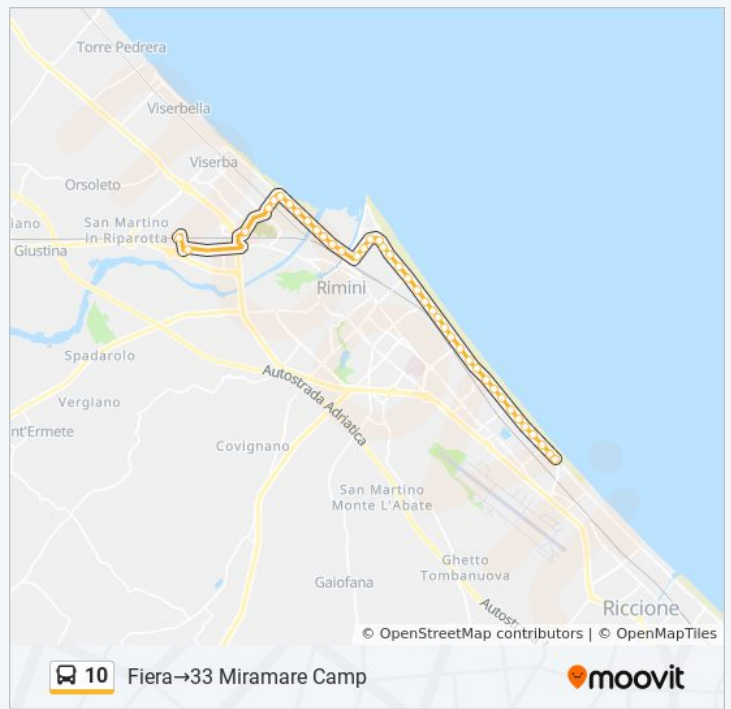 Torre Pedrera
Viserbella
Viserba
Orsoleto
San Martino
in Riparotta
iano
Giustina
Rimini
Spadarolo
Autostrada Adriatica
Vergiano
nt'Ermete
Covignano
San Martino
Monte L'Abate
Ghetto
Tombanuova
Gaiofana
Autos
Riccione
© OpenStreetMap contributors | © OpenMapTiles
10 Fiera→33 Miramare Camp
moovit